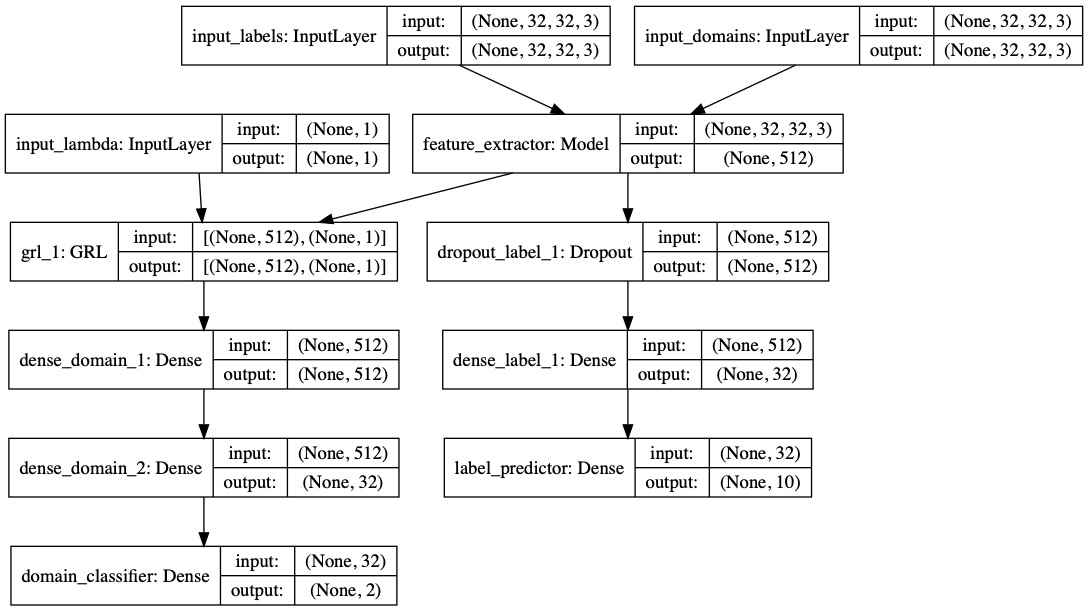 input_labels: InputLayer
input: (None, 32, 32, 3)
output: (None, 32, 32, 3)
input_domains: InputLayer
input: (None, 32, 32, 3)
output: (None, 32, 32, 3)
input_lambda: InputLayer
input: (None, 1)
output: (None, 1)
feature_extractor: Model
input: (None, 32, 32, 3)
output: (None, 512)
grl_1: GRL
input: [(None, 512), (None, 1)]
output: [(None, 512), (None, 1)]
dropout_label_1: Dropout
input: (None, 512)
output: (None, 512)
dense_domain_1: Dense
input: (None, 512)
output: (None, 512)
dense_label_1: Dense
input: (None, 512)
output: (None, 32)
dense_domain_2: Dense
input: (None, 512)
output: (None, 32)
label_predictor: Dense
input: (None, 32)
output: (None, 10)
domain_classifier: Dense
input: (None, 32)
output: (None, 2)